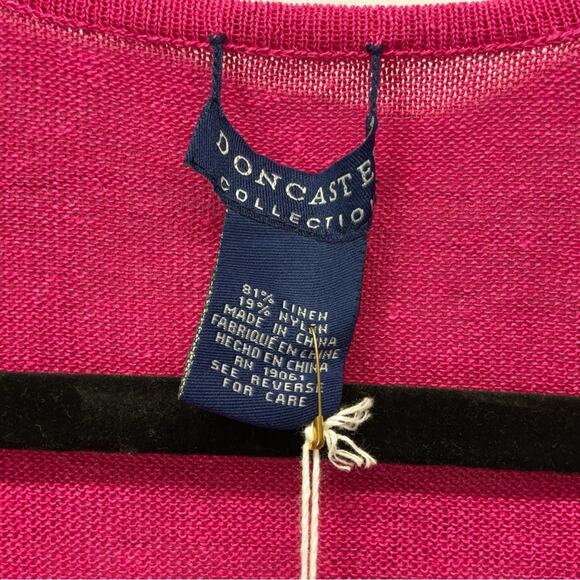 DONCASTE
COLLECTIO
81% LINEN
19% NYLON
MADE IN CHINA
FABRIQUÉ EN CHINE
HECHO EN CHINA
RN 19061
SEE REVERSE
FOR CARE